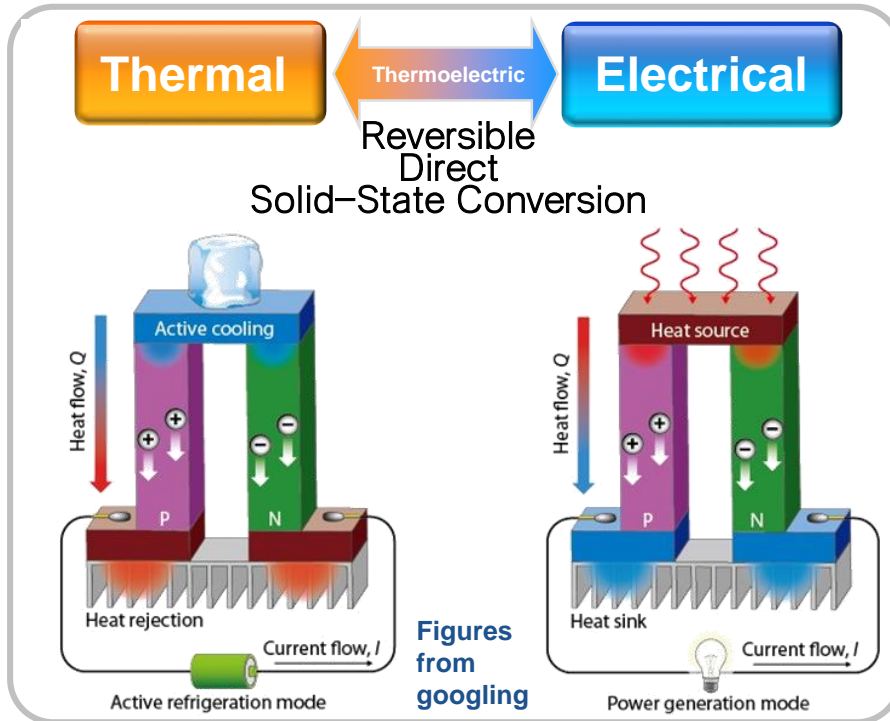 Thermal
Thermoelectric
Electrical
Reversible
Direct
Solid-State Conversion
Active cooling
Heat flow, Q
+
+
−
−
P
N
Heat rejection
Current flow, I
Active refrigeration mode
Figures
from
googling
Heat source
Heat flow, Q
+
+
−
−
P
N
Heat sink
Current flow, I
Power generation mode